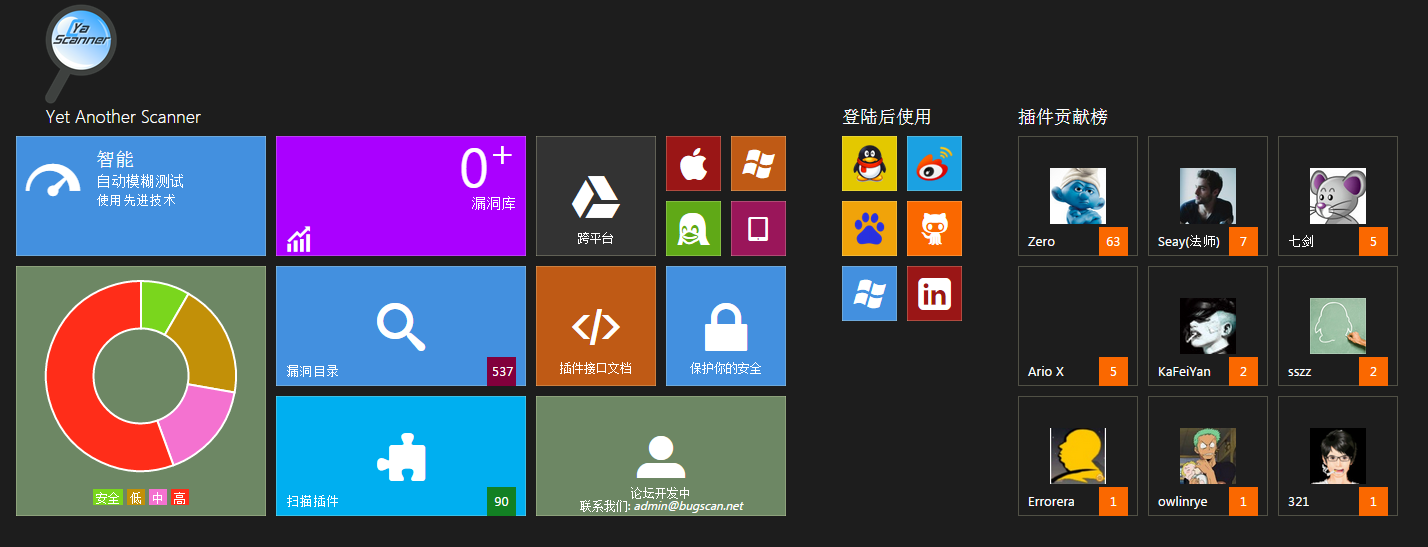 Ya
Scanner
Yet Another Scanner
登陆后使用
插件贡献榜
智能
自动模糊测试
使用先进技术
0+
漏洞库
跨平台
安全 低 中 高
漏洞目录
537
插件接口文档
保护你的安全
扫描插件
90
论坛开发中
联系我们: admin@bugscan.net
in
Zero 63
Seay(法师) 7
七剑 5
Ario X 5
KaFeiYan 2
sszz 2
Errorera 1
owlinrye 1
321 1